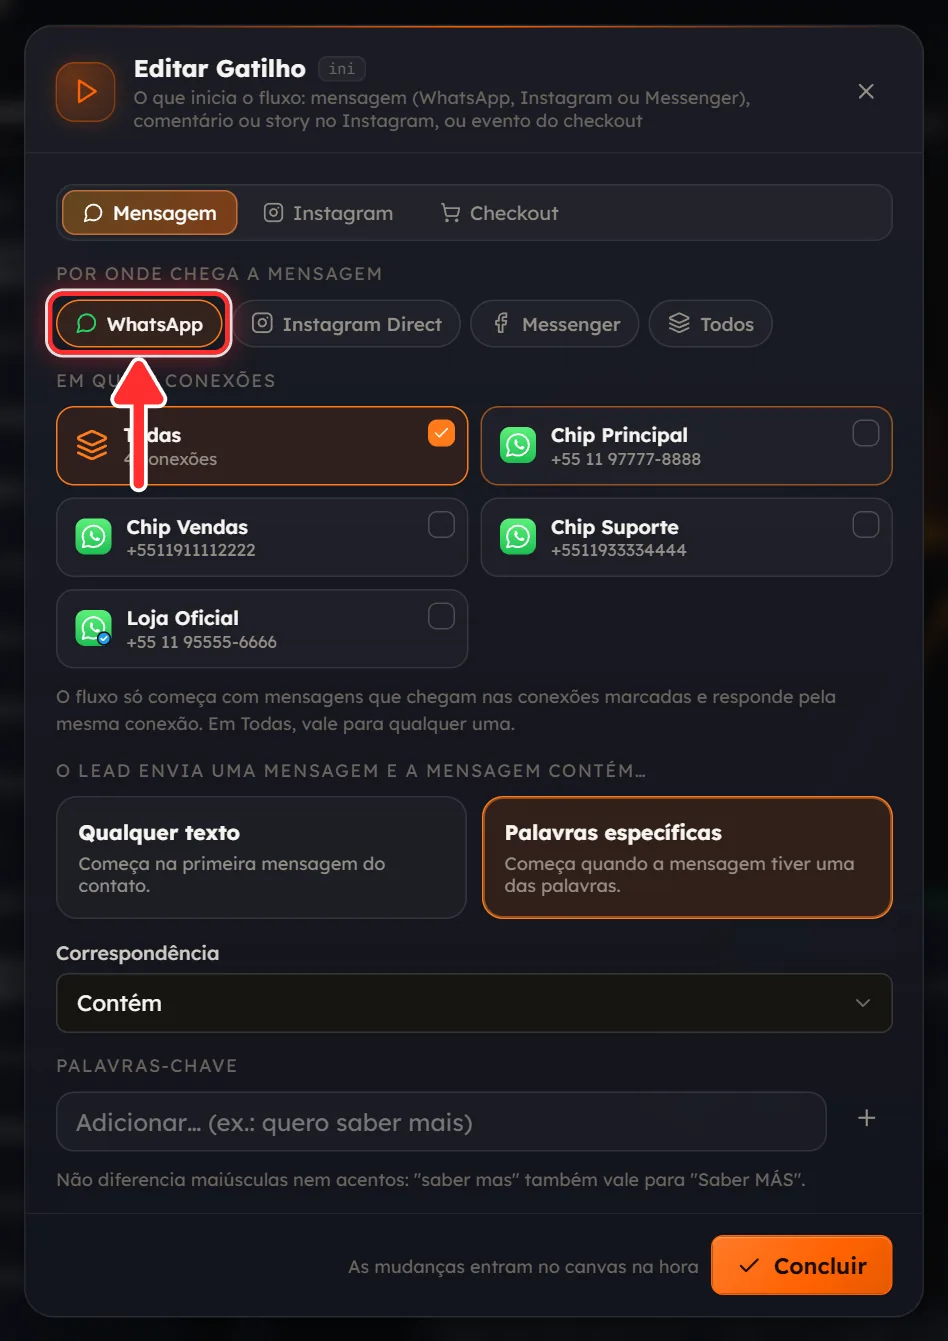 Editar Gatilho ini
O que inicia o fluxo: mensagem (WhatsApp, Instagram ou Messenger),
comentário ou story no Instagram, ou evento do checkout
Mensagem Instagram Checkout
POR ONDE CHEGA A MENSAGEM
WhatsApp Instagram Direct Messenger Todos
EM CONEXÕES
Todas
4 conexões
Chip Principal
+55 11 97777-8888
Chip Vendas
+5511911112222
Chip Suporte
+5511933334444
Loja Oficial
+55 11 95555-6666
O fluxo só começa com mensagens que chegam nas conexões marcadas e responde pela
mesma conexão. Em Todas, vale para qualquer uma.
O LEAD ENVIA UMA MENSAGEM E A MENSAGEM CONTÉM…
Qualquer texto
Começa na primeira mensagem do
contato.
Palavras específicas
Começa quando a mensagem tiver uma
das palavras.
Correspondência
Contém
PALAVRAS-CHAVE
Adicionar… (ex.: quero saber mais)
Não diferencia maiúsculas nem acentos: "saber mas" também vale para "Saber MÁS".
As mudanças entram no canvas na hora
Concluir